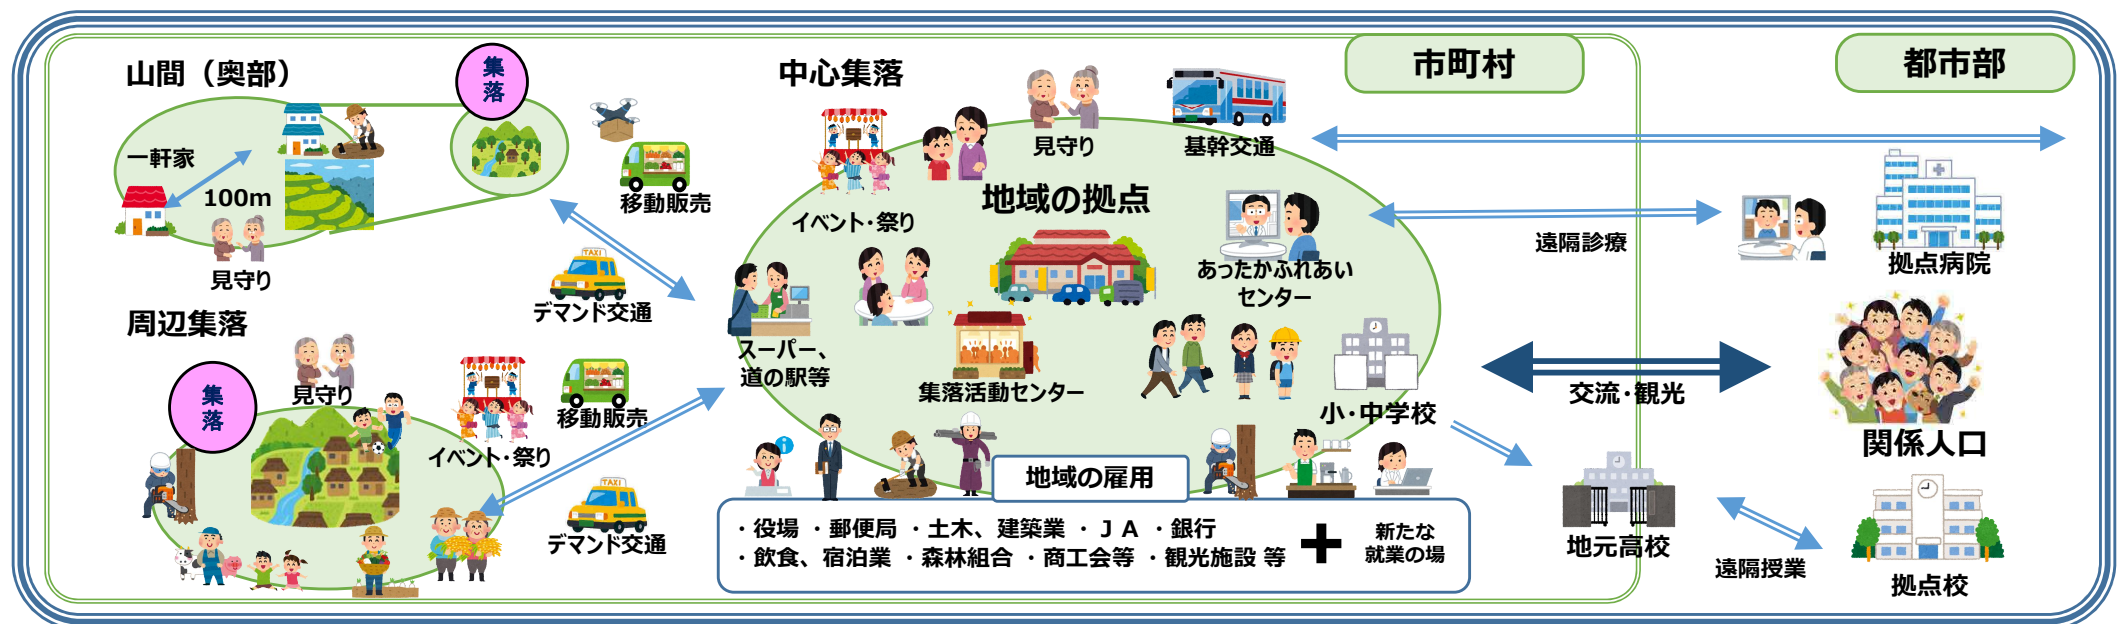 山間（奥部）
集
落
一軒家
100m
見守り
移動販売
TAXI
デマンド交通
周辺集落
集
落
見守り
イベント・祭り
移動販売
TAXI
デマンド交通
中心集落
見守り
基幹交通
イベント・祭り
地域の拠点
あったかふれあい
センター
スーパー、
道の駅等
集落活動センター
小・中学校
地域の雇用
・役場 ・郵便局 ・土木、建築業 ・ＪＡ ・銀行
・飲食、宿泊業 ・森林組合 ・商工会等 ・観光施設 等
+
新たな
就業の場
市町村
都市部
遠隔診療
拠点病院
交流・観光
関係人口
地元高校
遠隔授業
拠点校